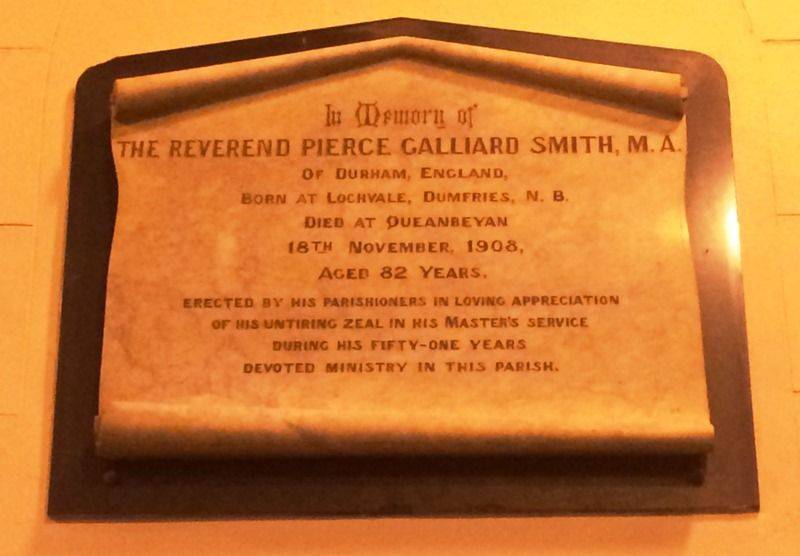 In Memory of
THE REVEREND PIERCE GALLIARD SMITH, M.A.
OF DURHAM, ENGLAND,
BORN AT LOCHVALE, DUMFRIES, N.B.
DIED AT QUEANBEYAN
18TH NOVEMBER, 1908,
AGED 82 YEARS.
ERECTED BY HIS PARISHIONERS IN LOVING APPRECIATION
OF HIS UNTIRING ZEAL IN HIS MASTER'S SERVICE
DURING HIS FIFTY-ONE YEARS
DEVOTED MINISTRY IN THIS PARISH.